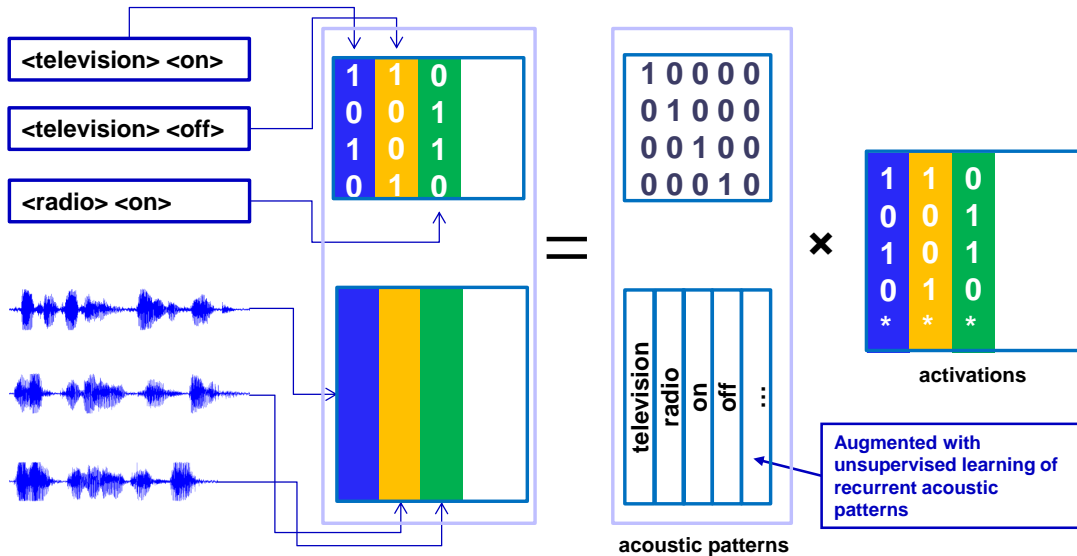 <television> <on>
<television> <off>
<radio> <on>
1 1 0
0 0 1
1 0 1
0 1 0
=
1 0 0 0 0
0 1 0 0 0
0 0 1 0 0
0 0 0 1 0
×
1 1 0
0 0 1
1 0 1
0 1 0
* * *
activations
television
radio
on
off
...
acoustic patterns
Augmented with
unsupervised learning of
recurrent acoustic
patterns